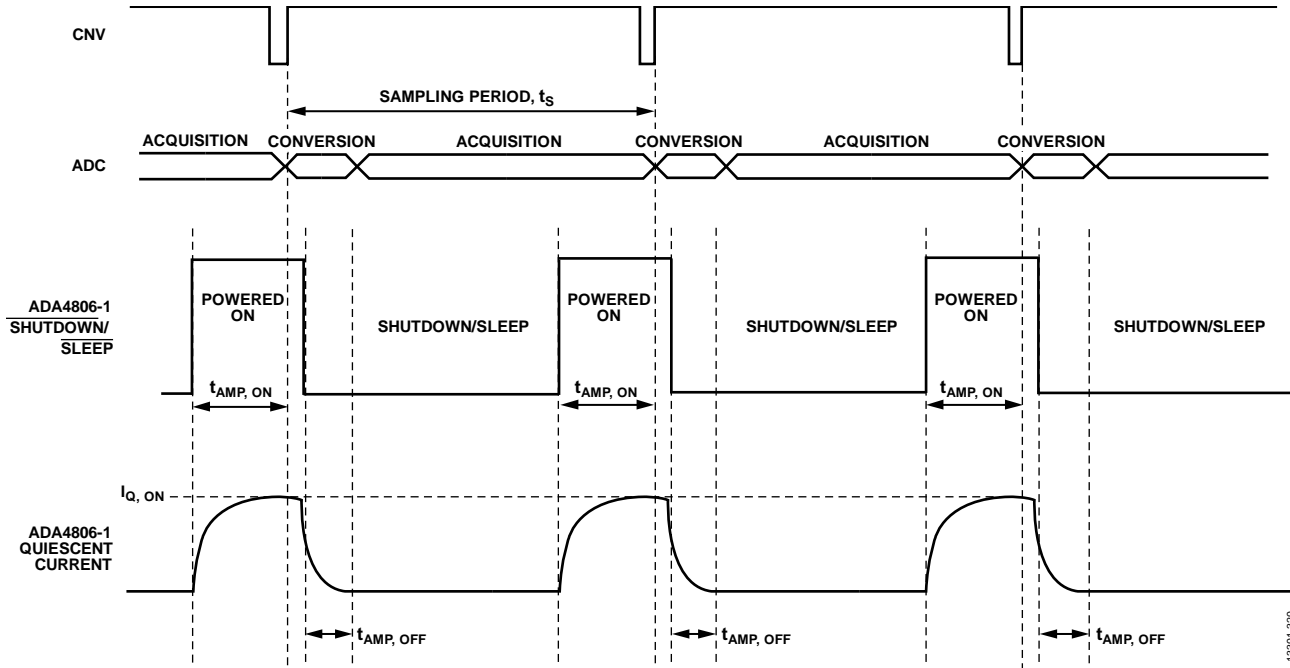 CNV
SAMPLING PERIOD, tS
ACQUISITION
CONVERSION
ACQUISITION
CONVERSION
ACQUISITION
CONVERSION
ADC
ADA4806-1
SHUTDOWN/
SLEEP
POWERED
ON
SHUTDOWN/SLEEP
POWERED
ON
SHUTDOWN/SLEEP
POWERED
ON
SHUTDOWN/SLEEP
tAMP, ON
tAMP, ON
tAMP, ON
IQ, ON
ADA4806-1
QUIESCENT
CURRENT
tAMP, OFF
tAMP, OFF
tAMP, OFF